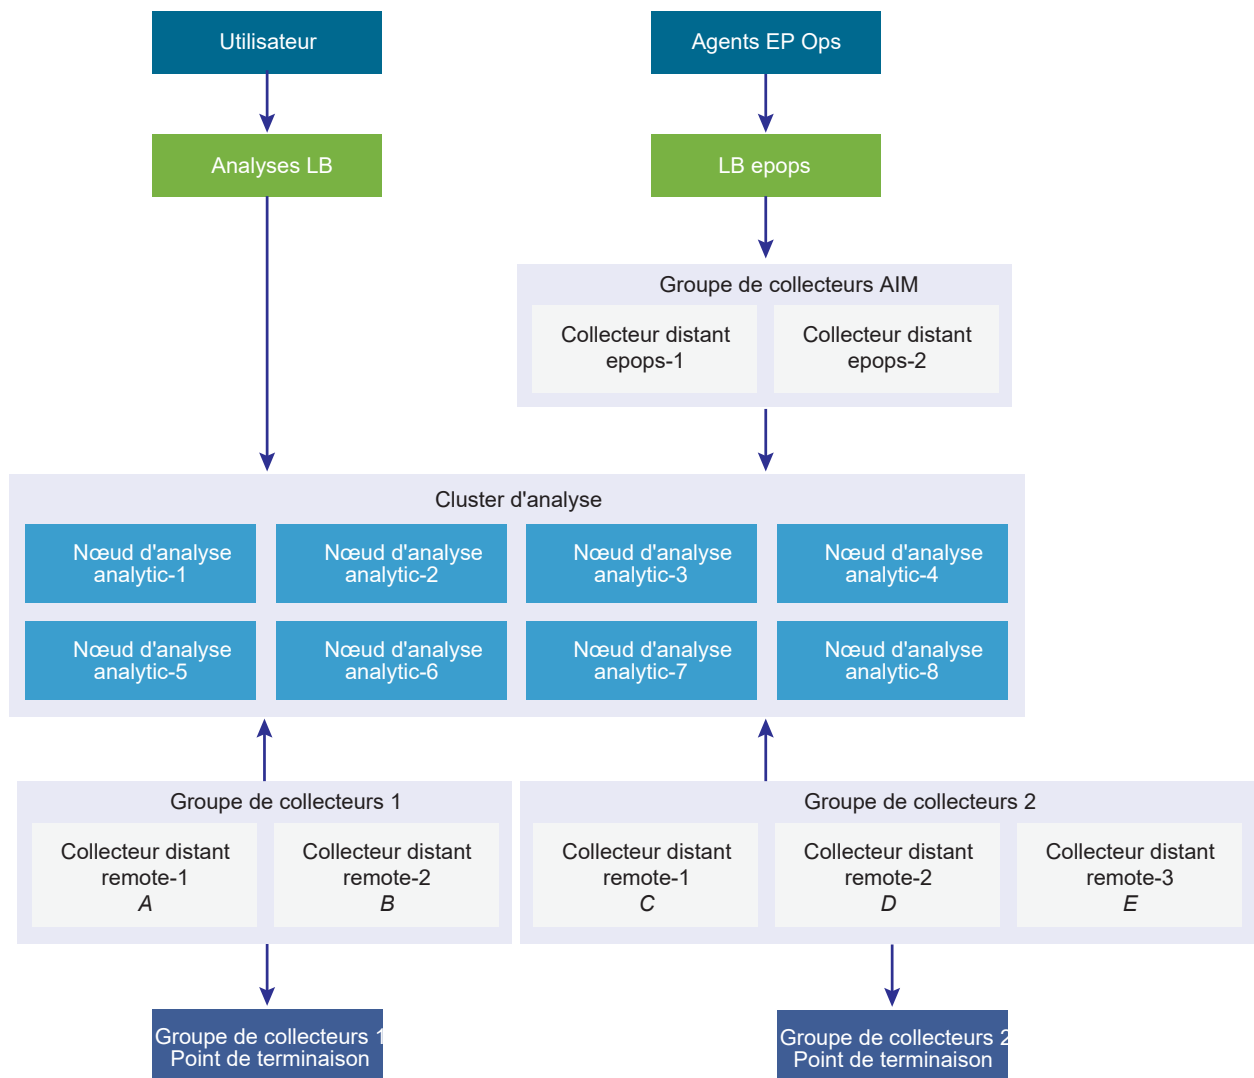 Utilisateur
Agents EP Ops
Analyses LB
LB epops
Groupe de collecteurs AIM
Collecteur distant
epops-1
Collecteur distant
epops-2
Cluster d'analyse
Nœud d'analyse
analytic-1
Nœud d'analyse
analytic-2
Nœud d'analyse
analytic-3
Nœud d'analyse
analytic-4
Nœud d'analyse
analytic-5
Nœud d'analyse
analytic-6
Nœud d'analyse
analytic-7
Nœud d'analyse
analytic-8
Groupe de collecteurs 1
Collecteur distant
remote-1
A
Collecteur distant
remote-2
B
Groupe de collecteurs 2
Collecteur distant
remote-1
C
Collecteur distant
remote-2
D
Collecteur distant
remote-3
E
Groupe de collecteurs 1
Point de terminaison
Groupe de collecteurs 2
Point de terminaison